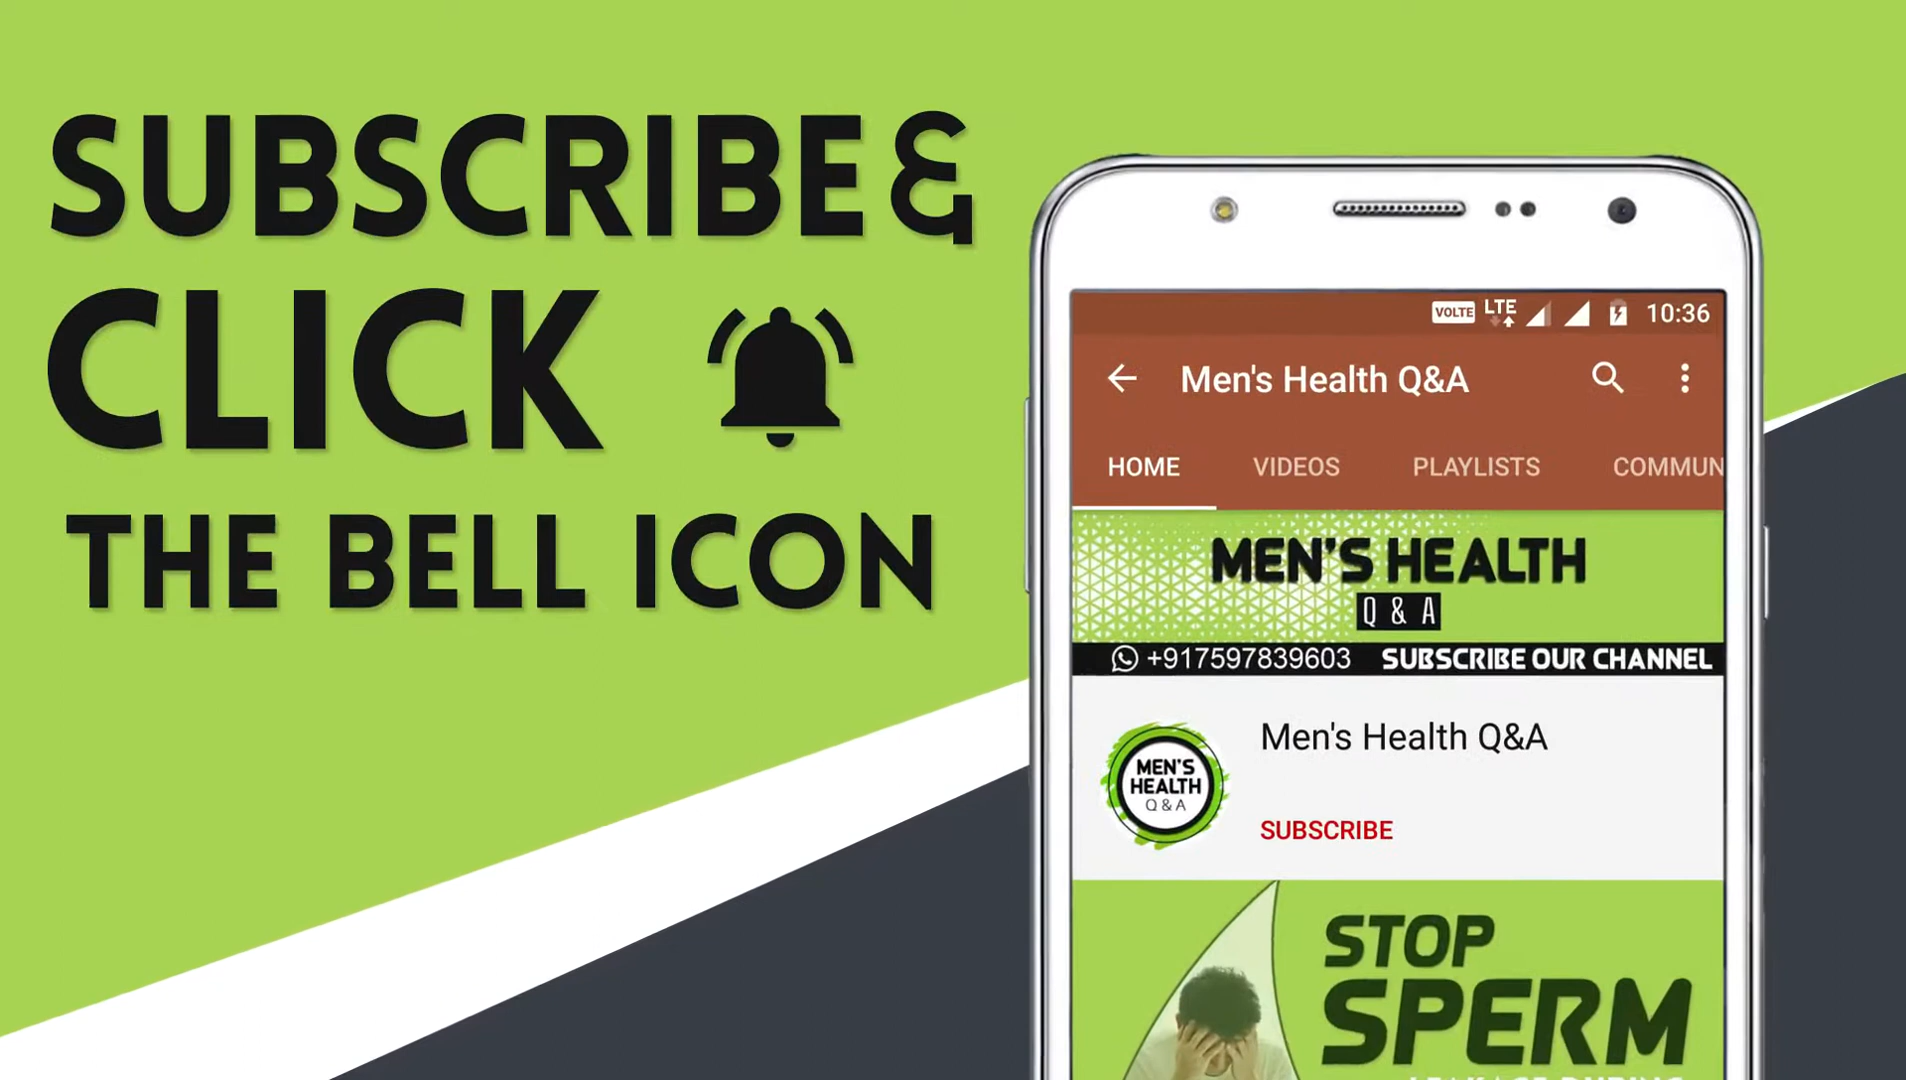 SUBSCRIBE &
CLICK
THE BELL ICON
VOLTE LTE 10:36
Men's Health Q&A
HOME VIDEOS PLAYLISTS COMMUN
MEN'S HEALTH
Q & A
+917597839603 SUBSCRIBE OUR CHANNEL
MEN'S
HEALTH
Q & A
Men's Health Q&A
SUBSCRIBE
STOP
SPERM